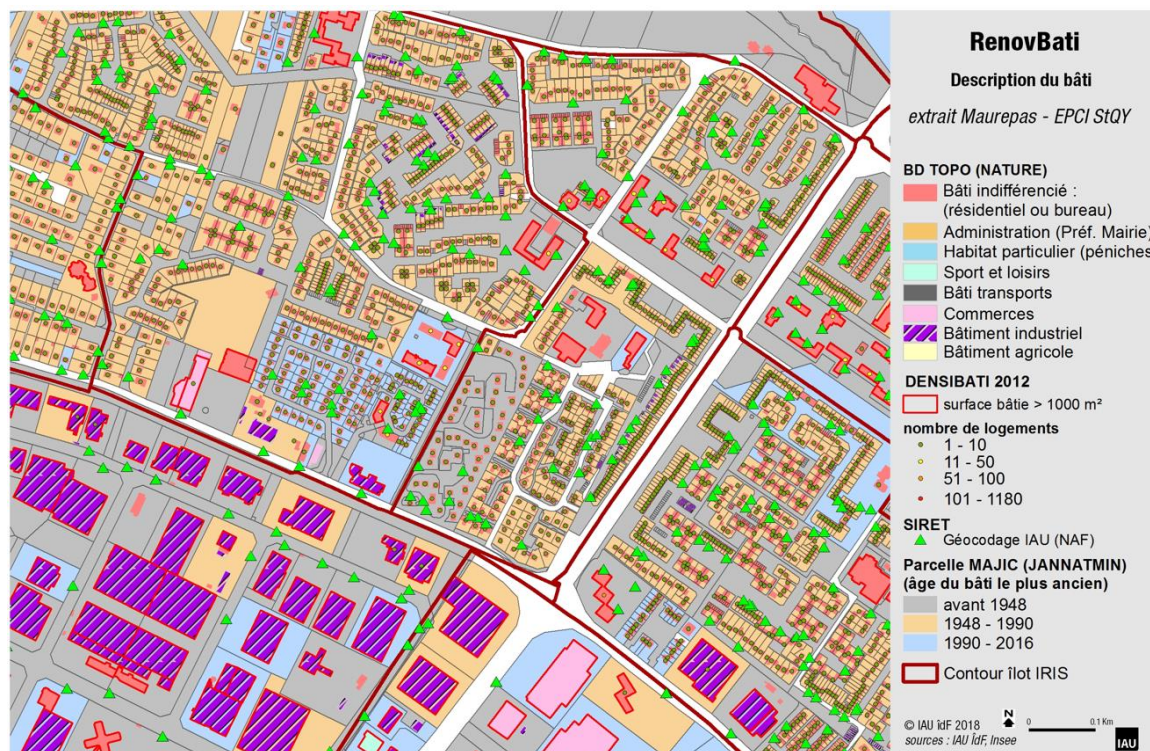 RenovBati
Description du bâti
extrait Maurepas - EPCI StQY
BD TOPO (NATURE)
Bâti indifférencié :
(résidentiel ou bureau)
Administration (Préf. Mairie)
Habitat particulier (péniches
Sport et loisirs
Bâti transports
Commerces
Bâtiment industriel
Bâtiment agricole
DENSIBATI 2012
surface bâtie > 1000 m²
nombre de logements
1 - 10
11 - 50
51 - 100
101 - 1180
SIRET
Géocodage IAU (NAF)
Parcelle MAJIC (JANNATMIN)
(âge du bâti le plus ancien)
avant 1948
1948 - 1990
1990 - 2016
Contour îlot IRIS
© IAU îdF 2018
sources : IAU ÎdF, Insee
N
0 0.1 Km
IAU